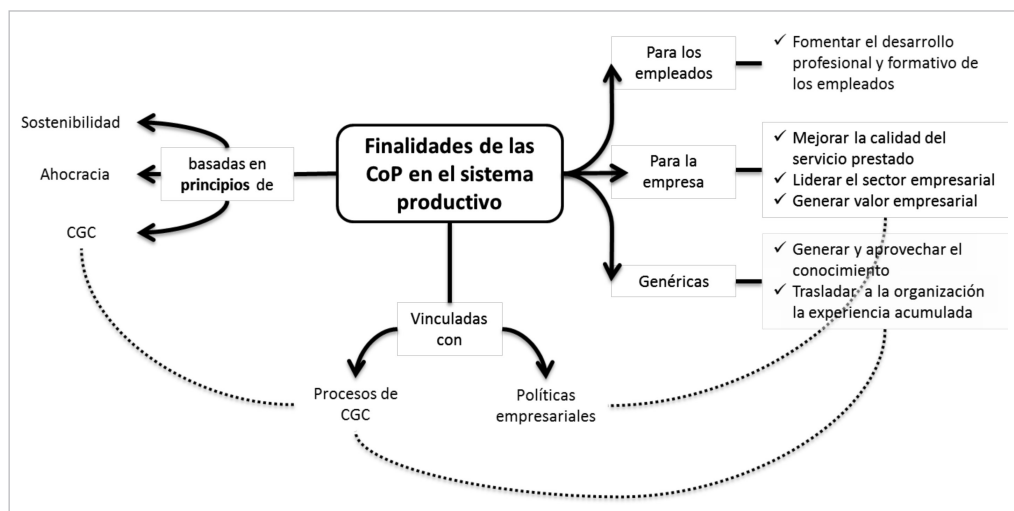 Finalidades de las
CoP en el sistema
productivo
basadas en
principios de
Sostenibilidad
Ahocracia
CGC
Para los
empleados
✓ Fomentar el desarrollo
profesional y formativo de
los empleados
Para la
empresa
✓ Mejorar la calidad del
servicio prestado
✓ Liderar el sector empresarial
✓ Generar valor empresarial
Genéricas
✓ Generar y aprovechar el
conocimiento
✓ Trasladar a la organización
la experiencia acumulada
Vinculadas
con
Procesos de
CGC
Políticas
empresariales